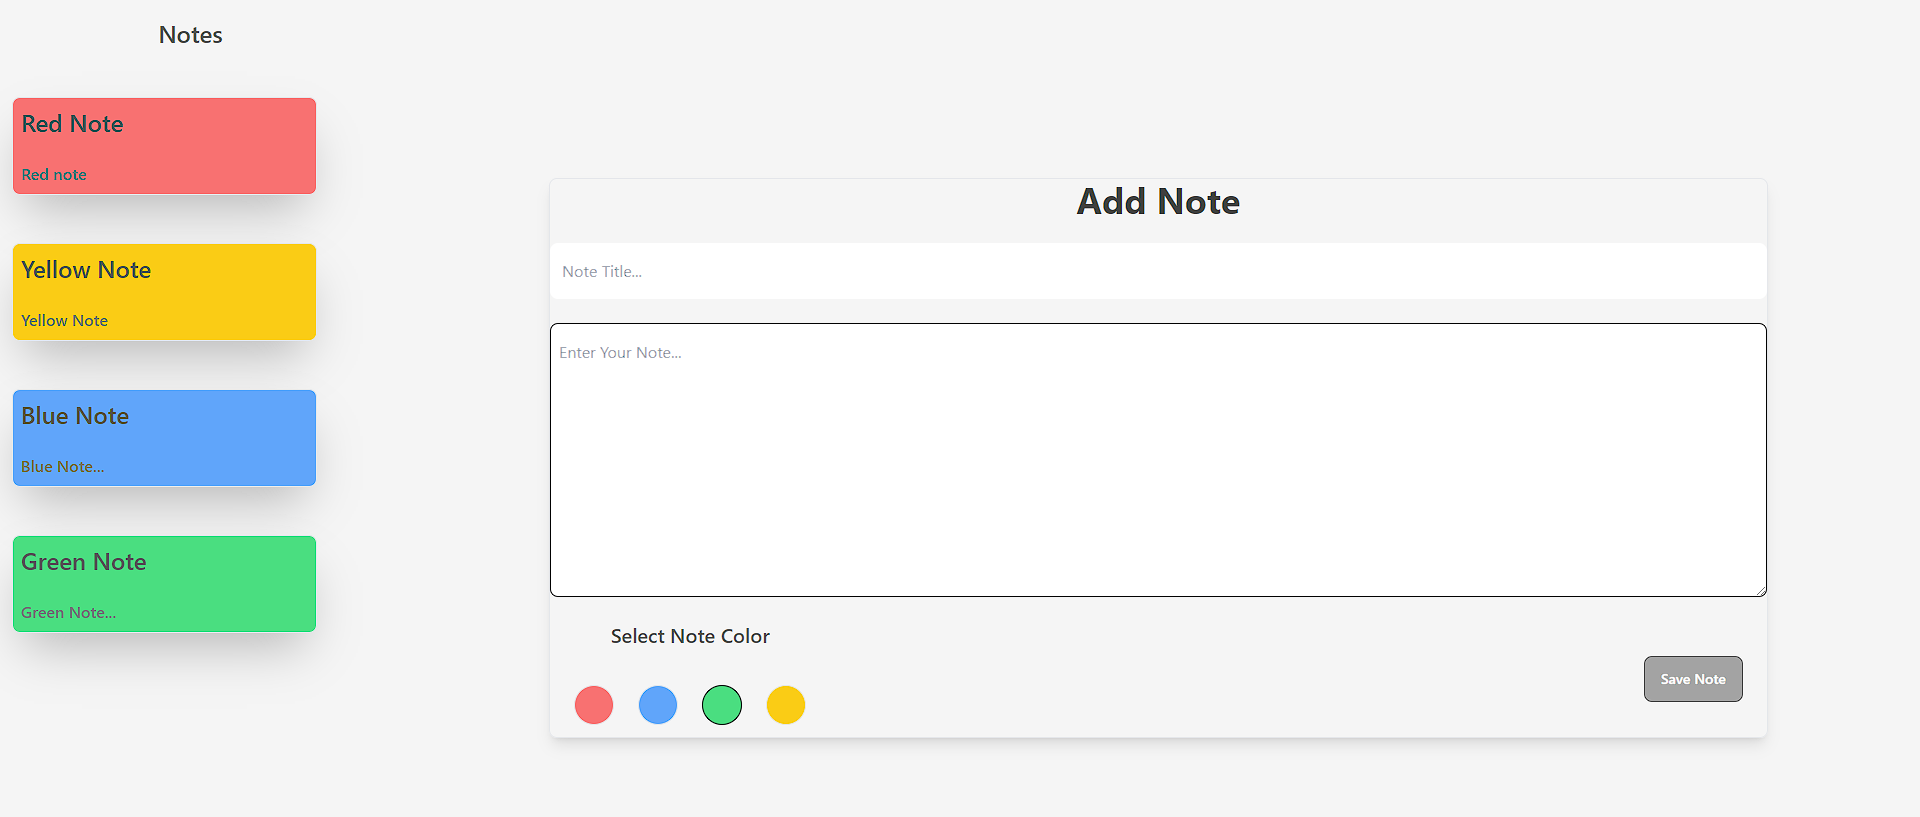 Notes
Red Note
Red note
Yellow Note
Yellow Note
Blue Note
Blue Note...
Green Note
Green Note...
Add Note
Note Title...
Enter Your Note...
Select Note Color
Save Note